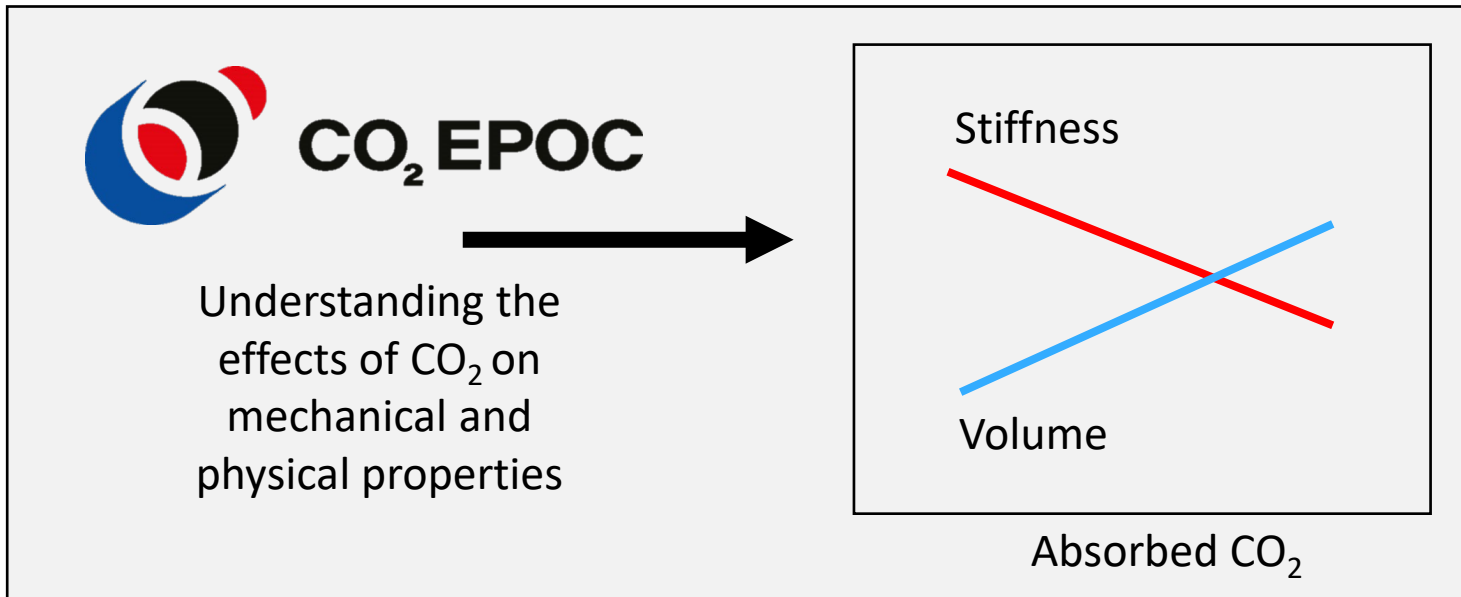 CO₂ EPOC
Understanding the
effects of CO₂ on
mechanical and
physical properties
Stiffness
Volume
Absorbed CO₂